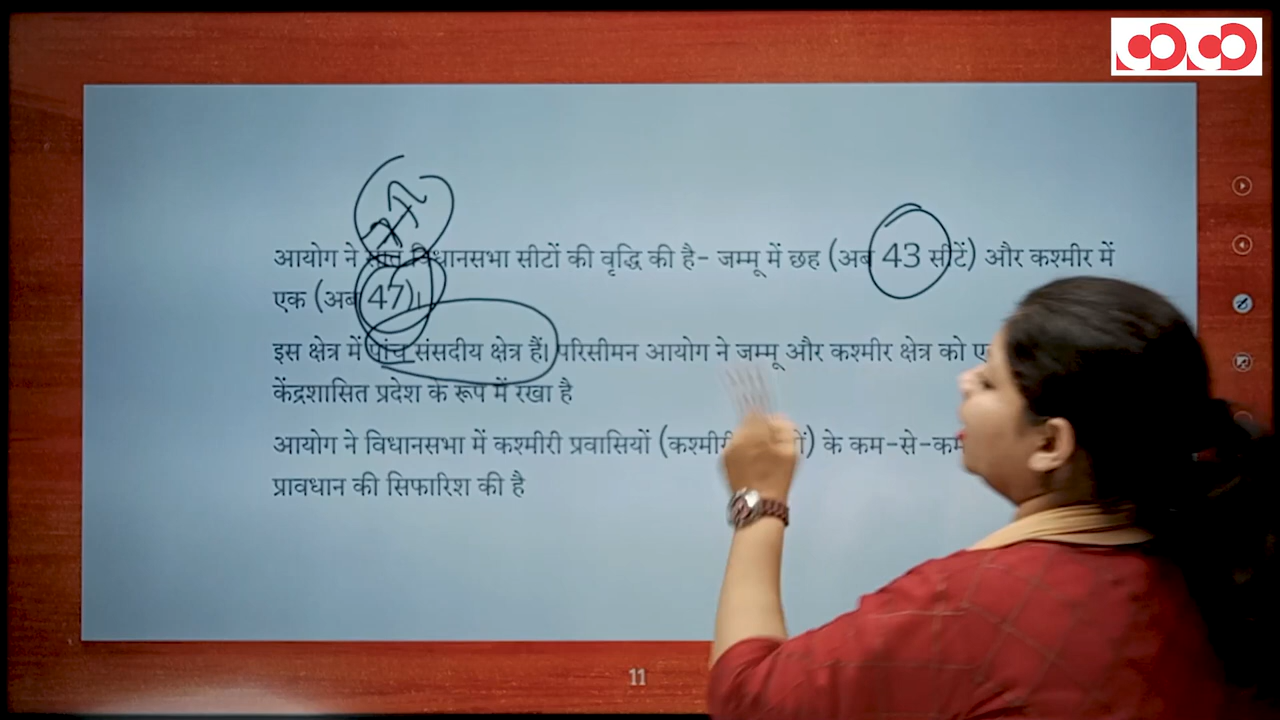 आयोग ने सात विधानसभा सीटों की वृद्धि की है- जम्मू में छह (अब 43 सीटें) और कश्मीर में
एक (अब 47)।
इस क्षेत्र में पांच संसदीय क्षेत्र हैं। परिसीमन आयोग ने जम्मू और कश्मीर क्षेत्र को
केंद्रशासित प्रदेश के रूप में रखा है
आयोग ने विधानसभा में कश्मीरी प्रवासियों ( के कम-से-कम
प्रावधान की सिफारिश की है
11